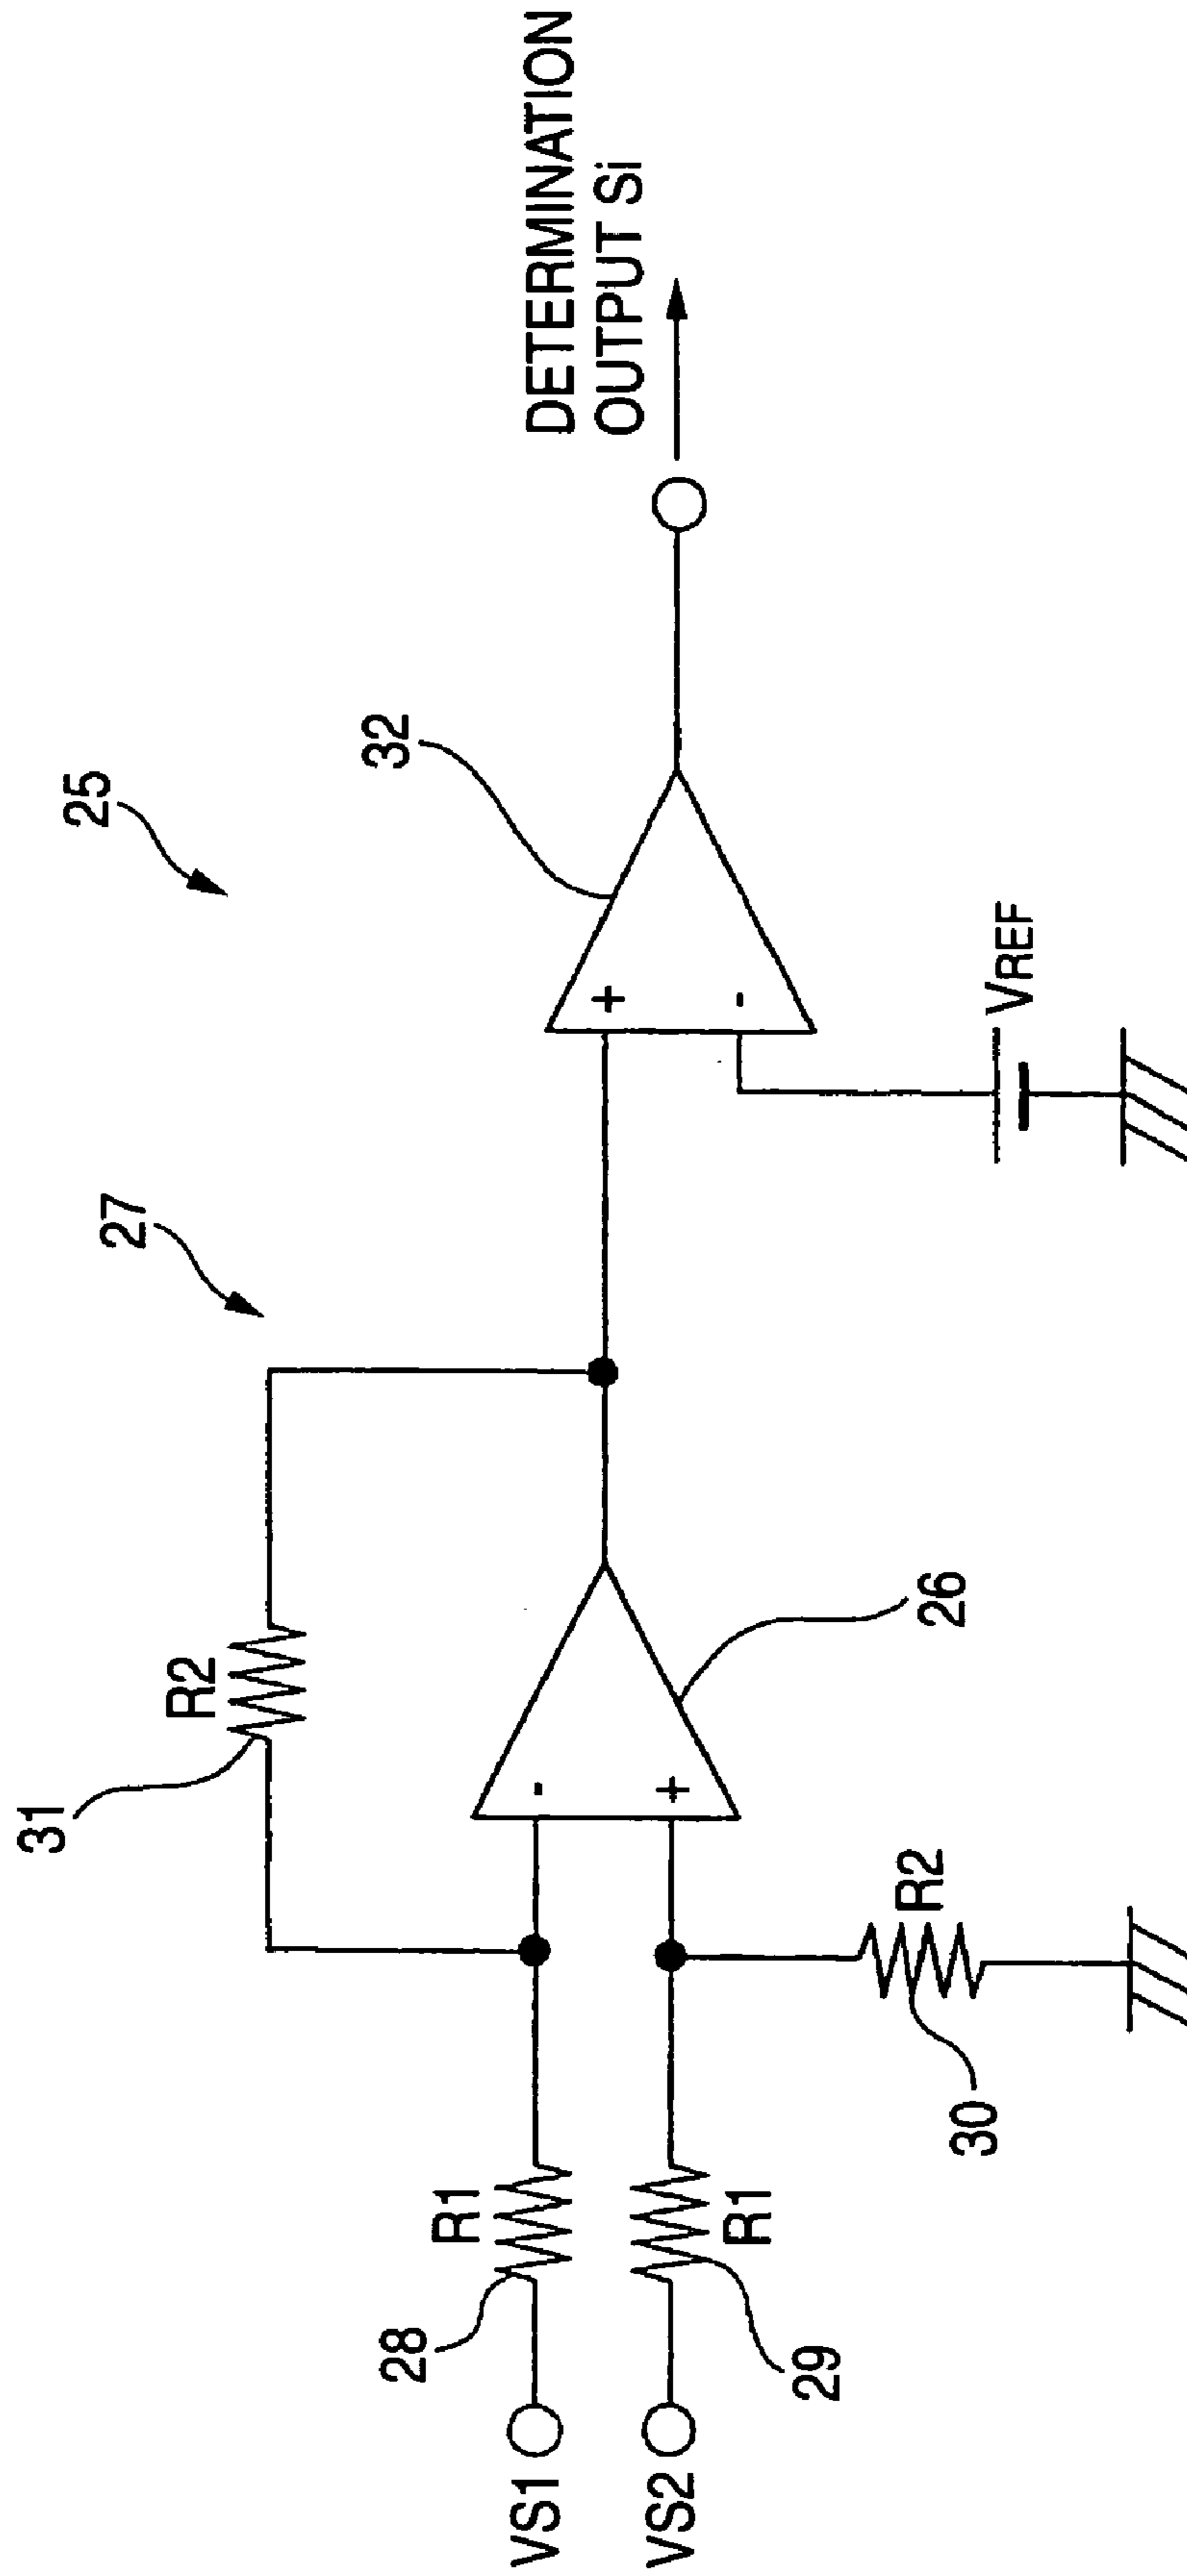 25
27
31
R2
32
DETERMINATION
OUTPUT Si
28
R1
VS1
-
+
+
-
VS2
R1
29
26
R2
30
VREF